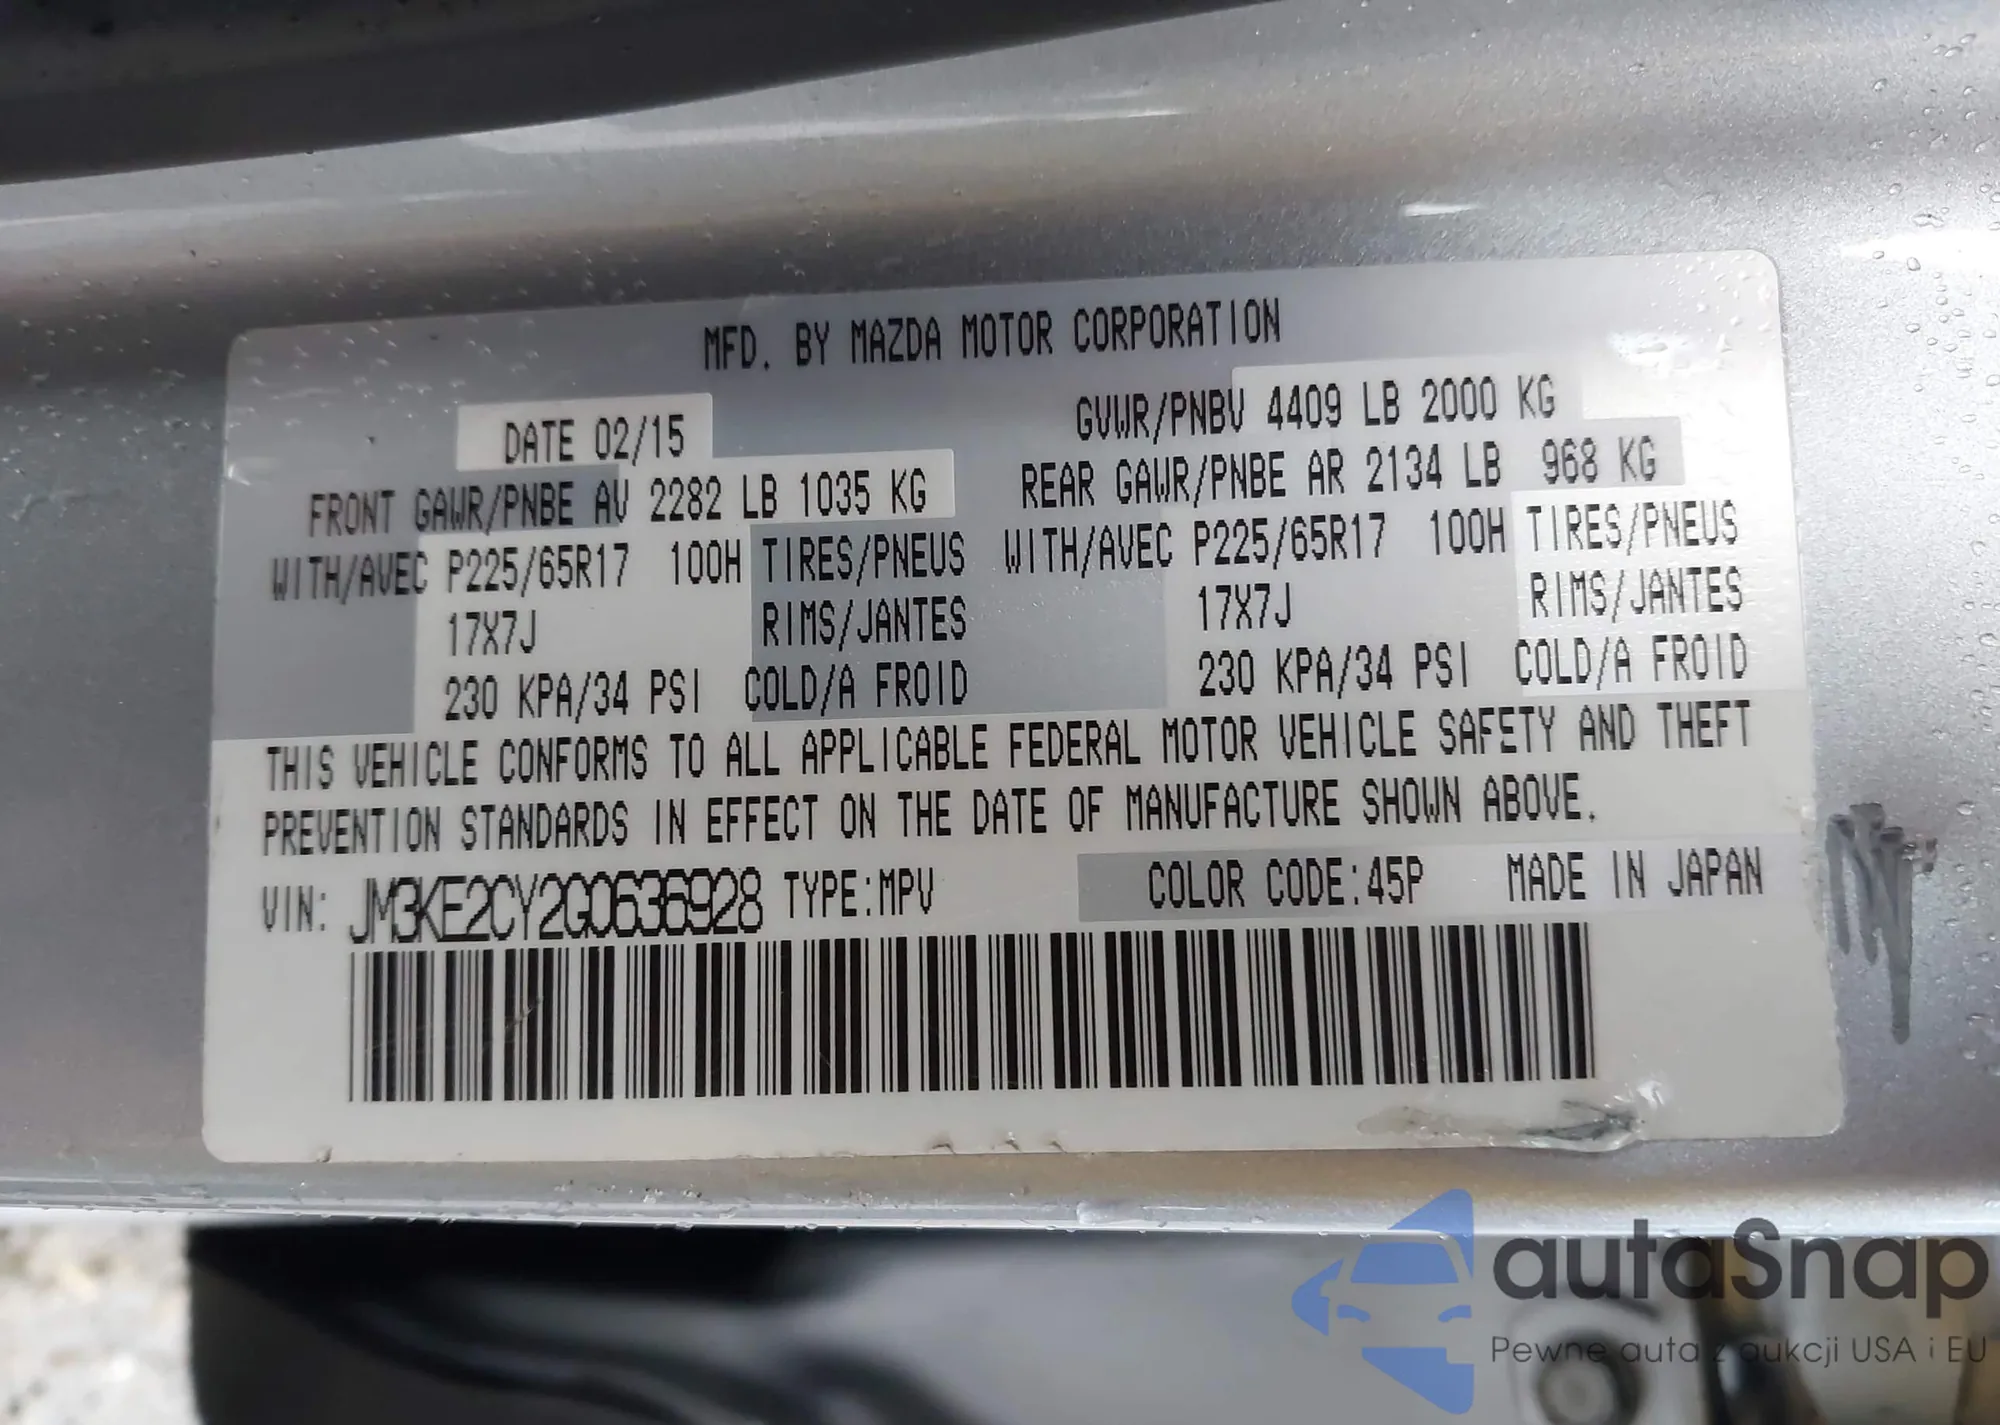 MFD. BY MAZDA MOTOR CORPORATION
DATE 02/15 GVWR/PNBV 4409 LB 2000 KG
FRONT GAWR/PNBE AV 2282 LB 1035 KG REAR GAWR/PNBE AR 2134 LB 968 KG
WITH/AVEC P225/65R17 100H TIRES/PNEUS WITH/AVEC P225/65R17 100H TIRES/PNEUS
17X7J RIMS/JANTES 17X7J RIMS/JANTES
230 KPA/34 PSI COLD/A FROID 230 KPA/34 PSI COLD/A FROID
THIS VEHICLE CONFORMS TO ALL APPLICABLE FEDERAL MOTOR VEHICLE SAFETY AND THEFT
PREVENTION STANDARDS IN EFFECT ON THE DATE OF MANUFACTURE SHOWN ABOVE.
VIN: JM3KE2CY2G0636928 TYPE:MPV COLOR CODE:45P MADE IN JAPAN
autoSnap
Pewne auta z aukcji USA i EU